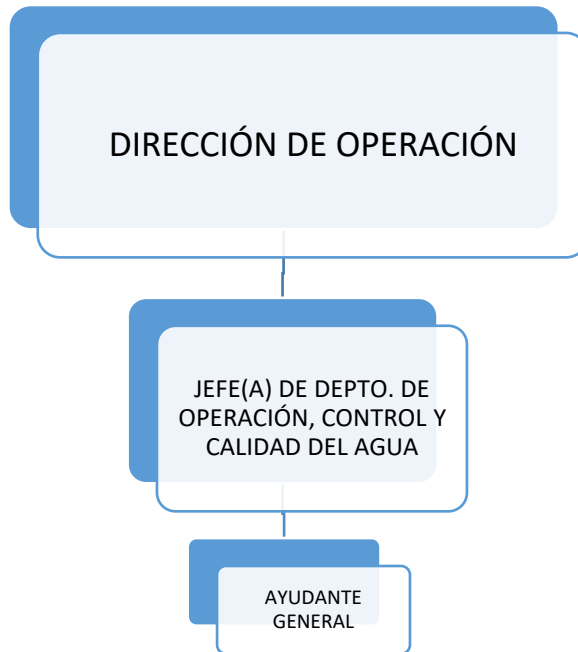 DIRECCIÓN DE OPERACIÓN
JEFE(A) DE DEPTO. DE
OPERACIÓN, CONTROL Y
CALIDAD DEL AGUA
AYUDANTE
GENERAL